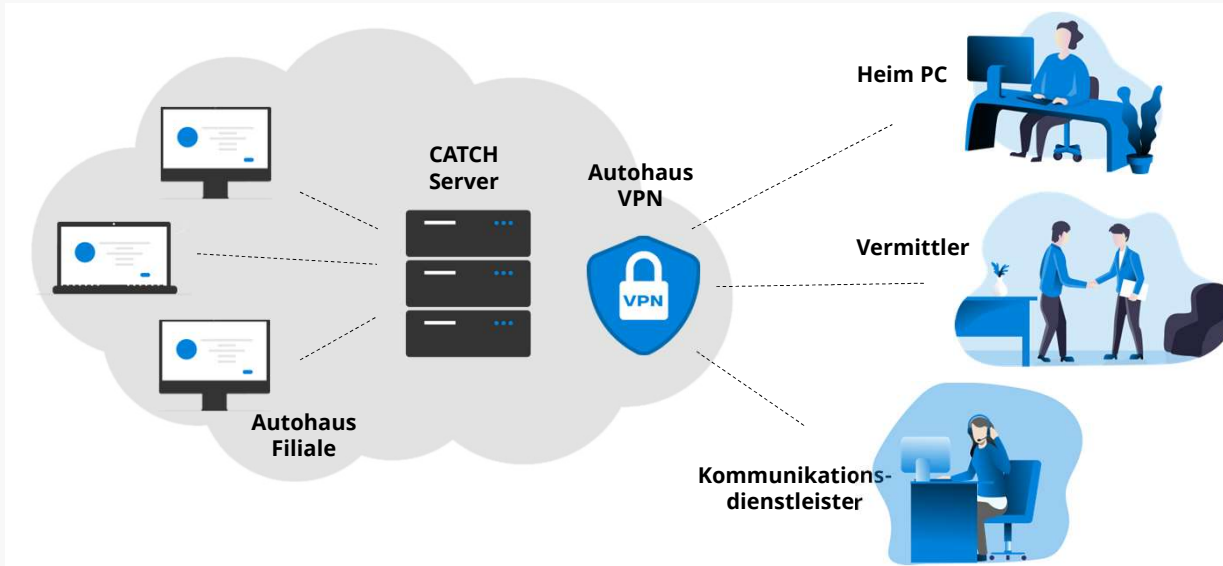 Heim PC
CATCH
Server
Autohaus
VPN
VPN
Vermittler
Autohaus
Filiale
Kommunikations-
dienstleister